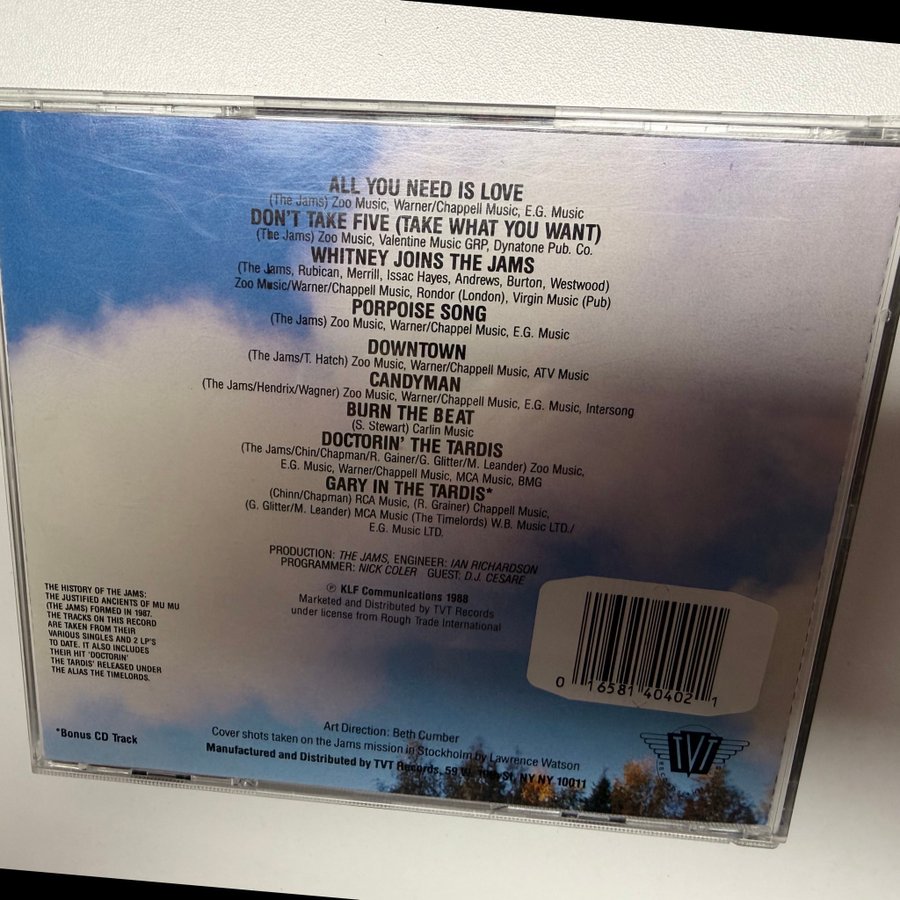 ALL YOU NEED IS LOVE
(The Jams) Zoo Music, Warner/Chappell Music, E.G. Music
DON'T TAKE FIVE (TAKE WHAT YOU WANT)
(The Jams) Zoo Music, Valentine Music GRP, Dynatone Pub. Co.
WHITNEY JOINS THE JAMS
(The Jams, Rubican, Merrill, Issac Hayes, Andrews, Burton, Westwood)
Zoo Music/Warner/Chappell Music, Rondor (London), Virgin Music (Pub)
PORPOISE SONG
(The Jams) Zoo Music, Warner/Chappel Music, E.G. Music
DOWNTOWN
(The Jams/T. Hatch) Zoo Music, Warner/Chappell Music, ATV Music
CANDYMAN
(The Jams/Hendrix/Wagner) Zoo Music, Warner/Chappell Music, E.G. Music, Intersong
BURN THE BEAT
(S. Stewart) Carlin Music
DOCTORIN' THE TARDIS
(The Jams/Chin/Chapman/R. Gainer/G. Glitter/M. Leander) Zoo Music,
E.G. Music, Warner/Chappell Music, MCA Music, BMG
GARY IN THE TARDIS*
(Chinn/Chapman) RCA Music, (R. Grainer) Chappell Music,
(G. Glitter/M. Leander) MCA Music (The Timelords) W.B. Music LTD./
E.G. Music LTD.
PRODUCTION: THE JAMS, ENGINEER: IAN RICHARDSON
PROGRAMMER: NICK COLER GUEST: D.J. CESARE
℗ KLF Communications 1988
Marketed and Distributed by TVT Records
under license from Rough Trade International
THE HISTORY OF THE JAMS:
THE JUSTIFIED ANCIENTS OF MU MU
(THE JAMS) FORMED IN 1987.
THE TRACKS ON THIS RECORD
ARE TAKEN FROM THEIR
VARIOUS SINGLES AND 2 LP'S
TO DATE. IT ALSO INCLUDES
THEIR HIT 'DOCTORIN'
THE TARDIS' RELEASED UNDER
THE ALIAS THE TIMELORDS.
0 16581 40402 1
*Bonus CD Track
Art Direction: Beth Cumber
Cover shots taken on the Jams mission in Stockholm by Lawrence Watson
Manufactured and Distributed by TVT Records, 59 W. 19th St, NY NY 10011
TVT